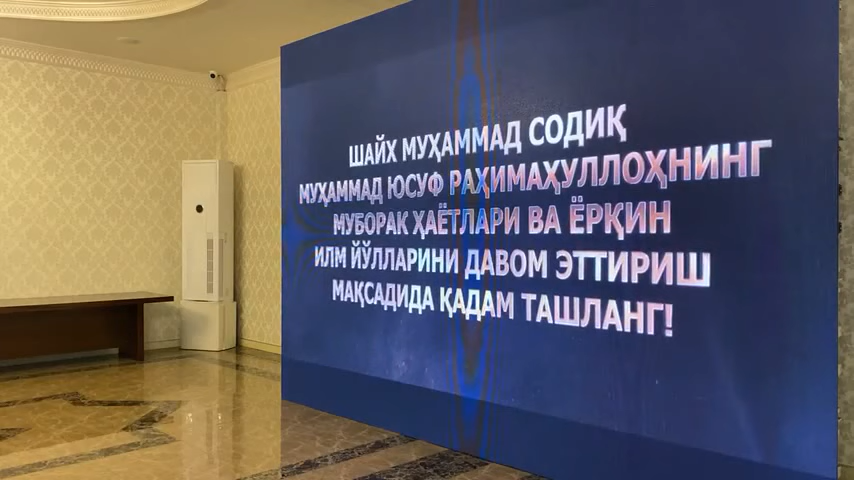 ШАЙХ МУҲАММАД СОДИҚ
МУҲАММАД ЮСУФ РАҲИМАҲУЛЛОҲНИНГ
МУБОРАК ҲАЁТЛАРИ ВА ЁРҚИН
ИЛМ ЙЎЛЛАРИНИ ДАВОМ ЭТТИРИШ
МАҚСАДИДА ҚАДАМ ТАШЛАНГ!